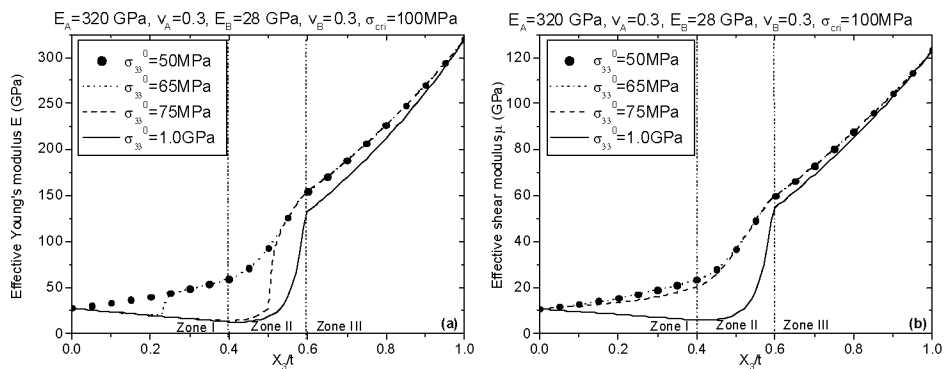 E_A=320 GPa, ν_A=0.3, E_B=28 GPa, ν_B=0.3, σ_cri=100MPa
σ_33^0=50MPa
σ_33^0=65MPa
σ_33^0=75MPa
σ_33^0=1.0GPa
Effective Young's modulus E (GPa)
350
300
250
200
150
100
50
0
Zone I
Zone II
Zone III
(a)
0.0 0.2 0.4 0.6 0.8 1.0
X_3/t
E_A=320 GPa, ν_A=0.3, E_B=28 GPa, ν_B=0.3, σ_cri=100MPa
σ_33^0=50MPa
σ_33^0=65MPa
σ_33^0=75MPa
σ_33^0=1.0GPa
Effective shear modulus μ (GPa)
120
100
80
60
40
20
0
Zone I
Zone II
Zone III
(b)
0.0 0.2 0.4 0.6 0.8 1.0
X_3/t